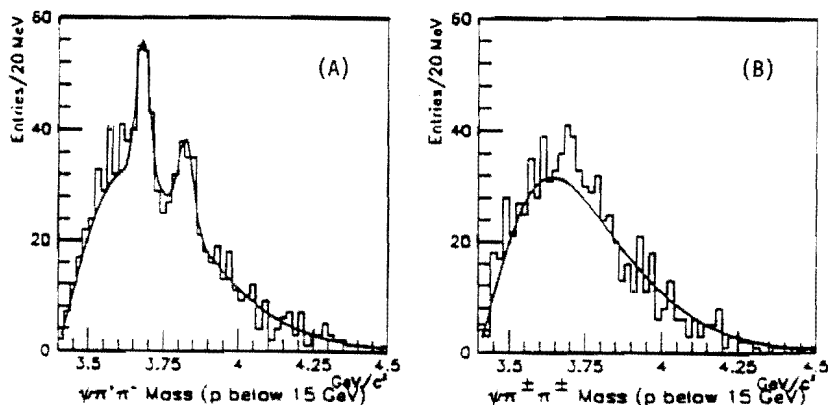 60
40
20
0
Entries/20 MeV
(A)
3.5 3.75 4 4.25 4.5
GeV/c²
ψπ⁺π⁻ Mass (p below 15 GeV)
60
40
20
0
Entries/20 MeV
(B)
3.5 3.75 4 4.25 4.5
GeV/c²
ψπ±π± Mass (p below 15 GeV)